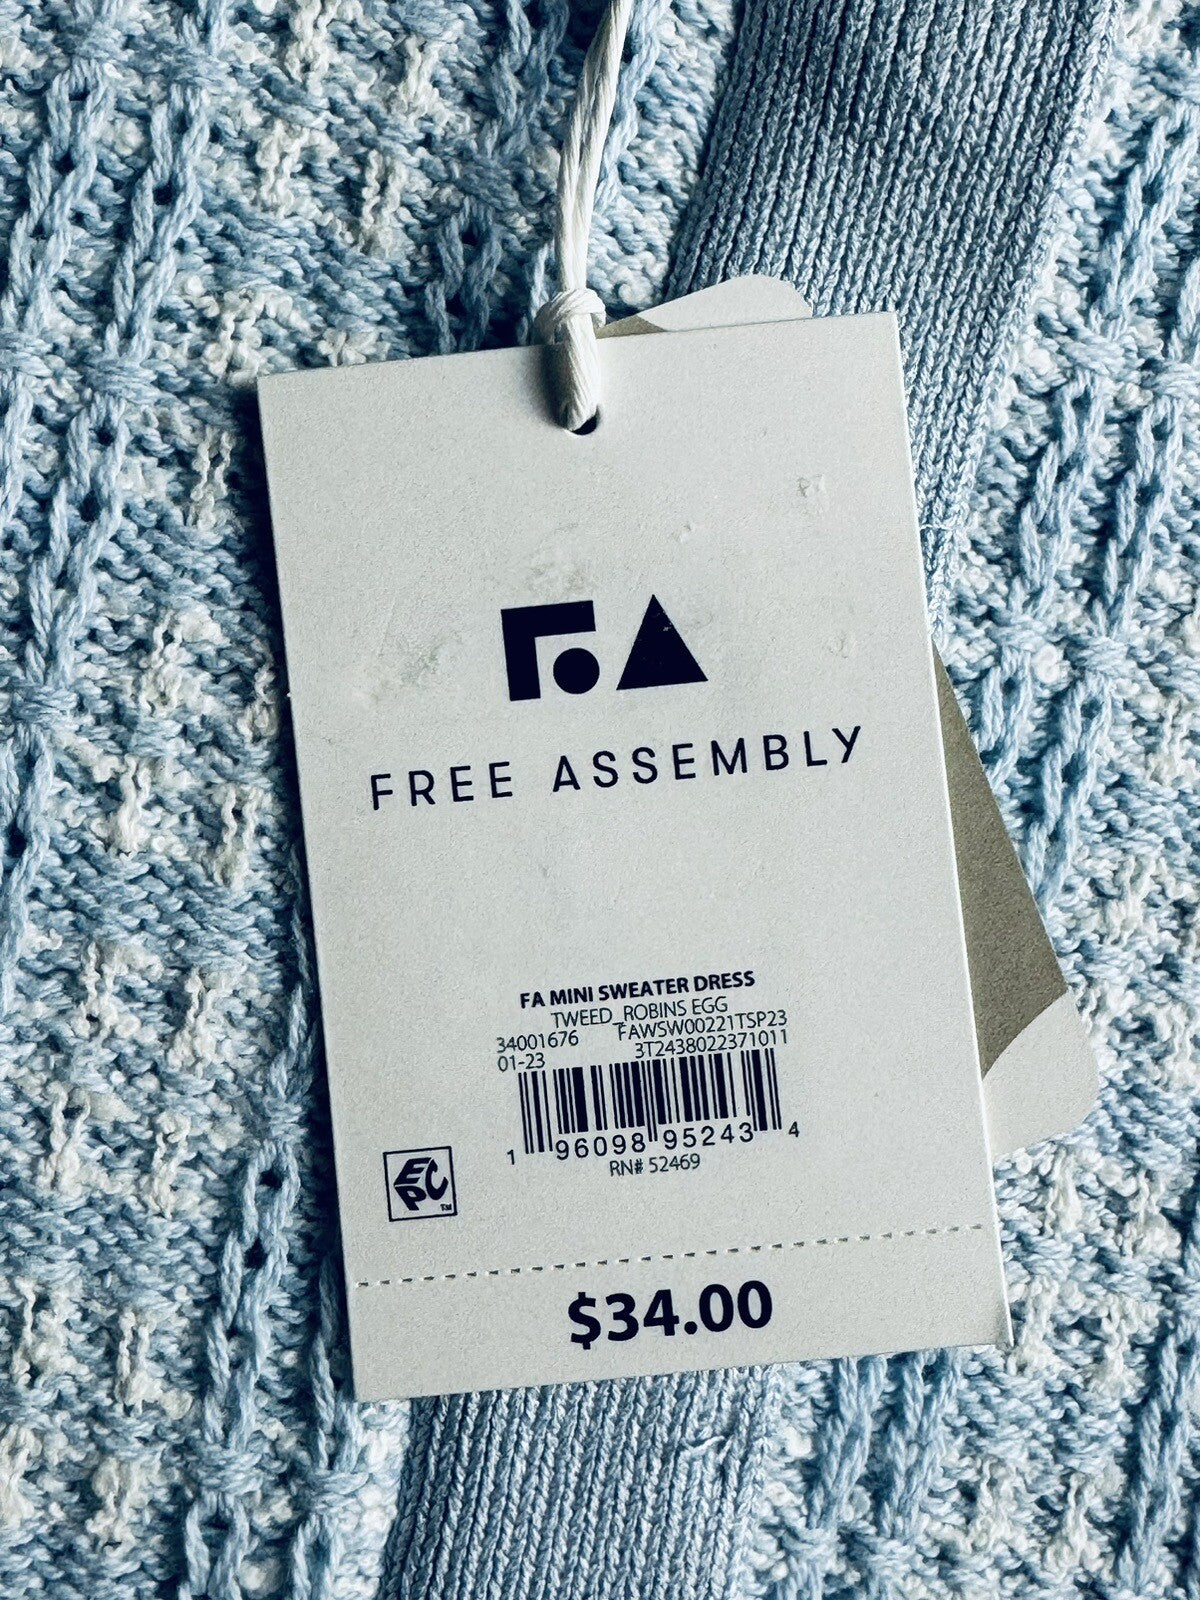 FREE ASSEMBLY
FA MINI SWEATER DRESS
TWEED_ROBINS EGG
34001676 FAWSW00221TSP23
01-23 3T2438022371011
1 96098 95243 4
RN# 52469
EPC™
$34.00